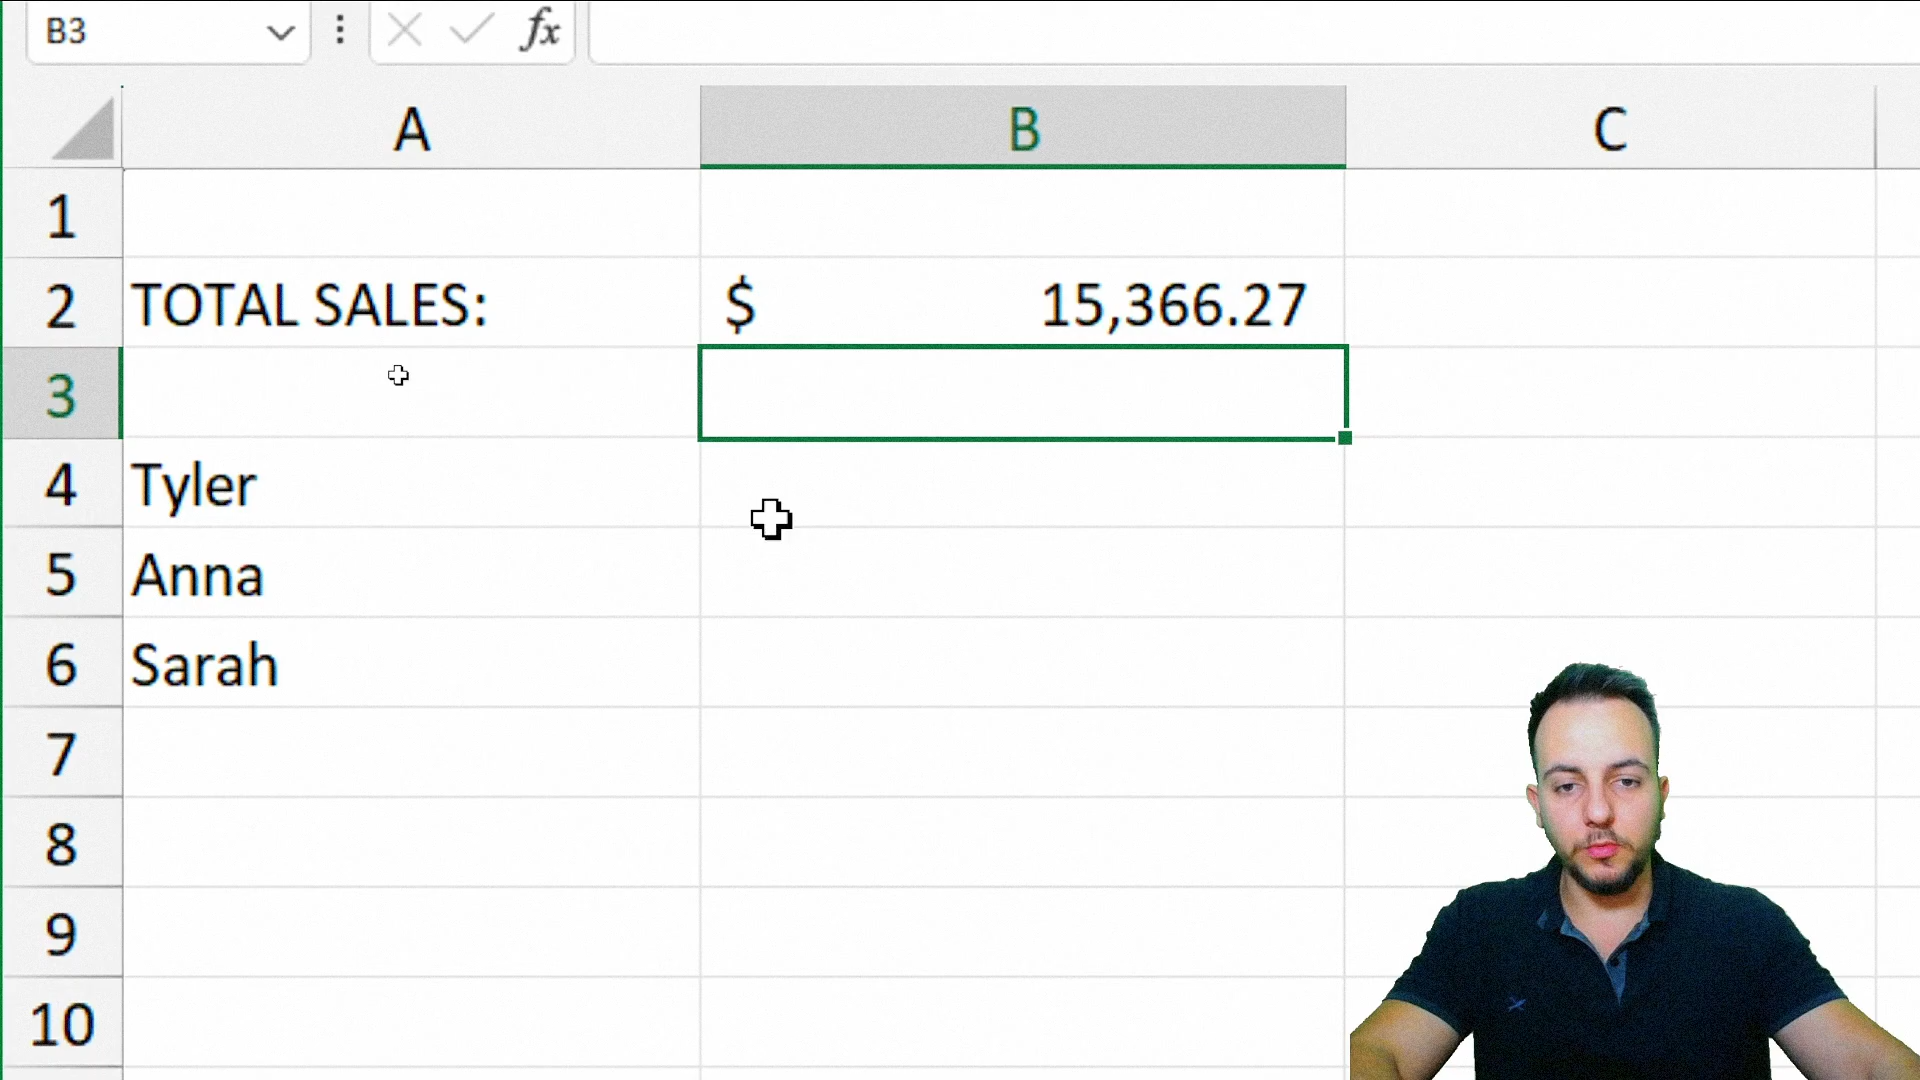 B3
fx
A B C
1
2 TOTAL SALES: $ 15,366.27
3
4 Tyler
5 Anna
6 Sarah
7
8
9
10